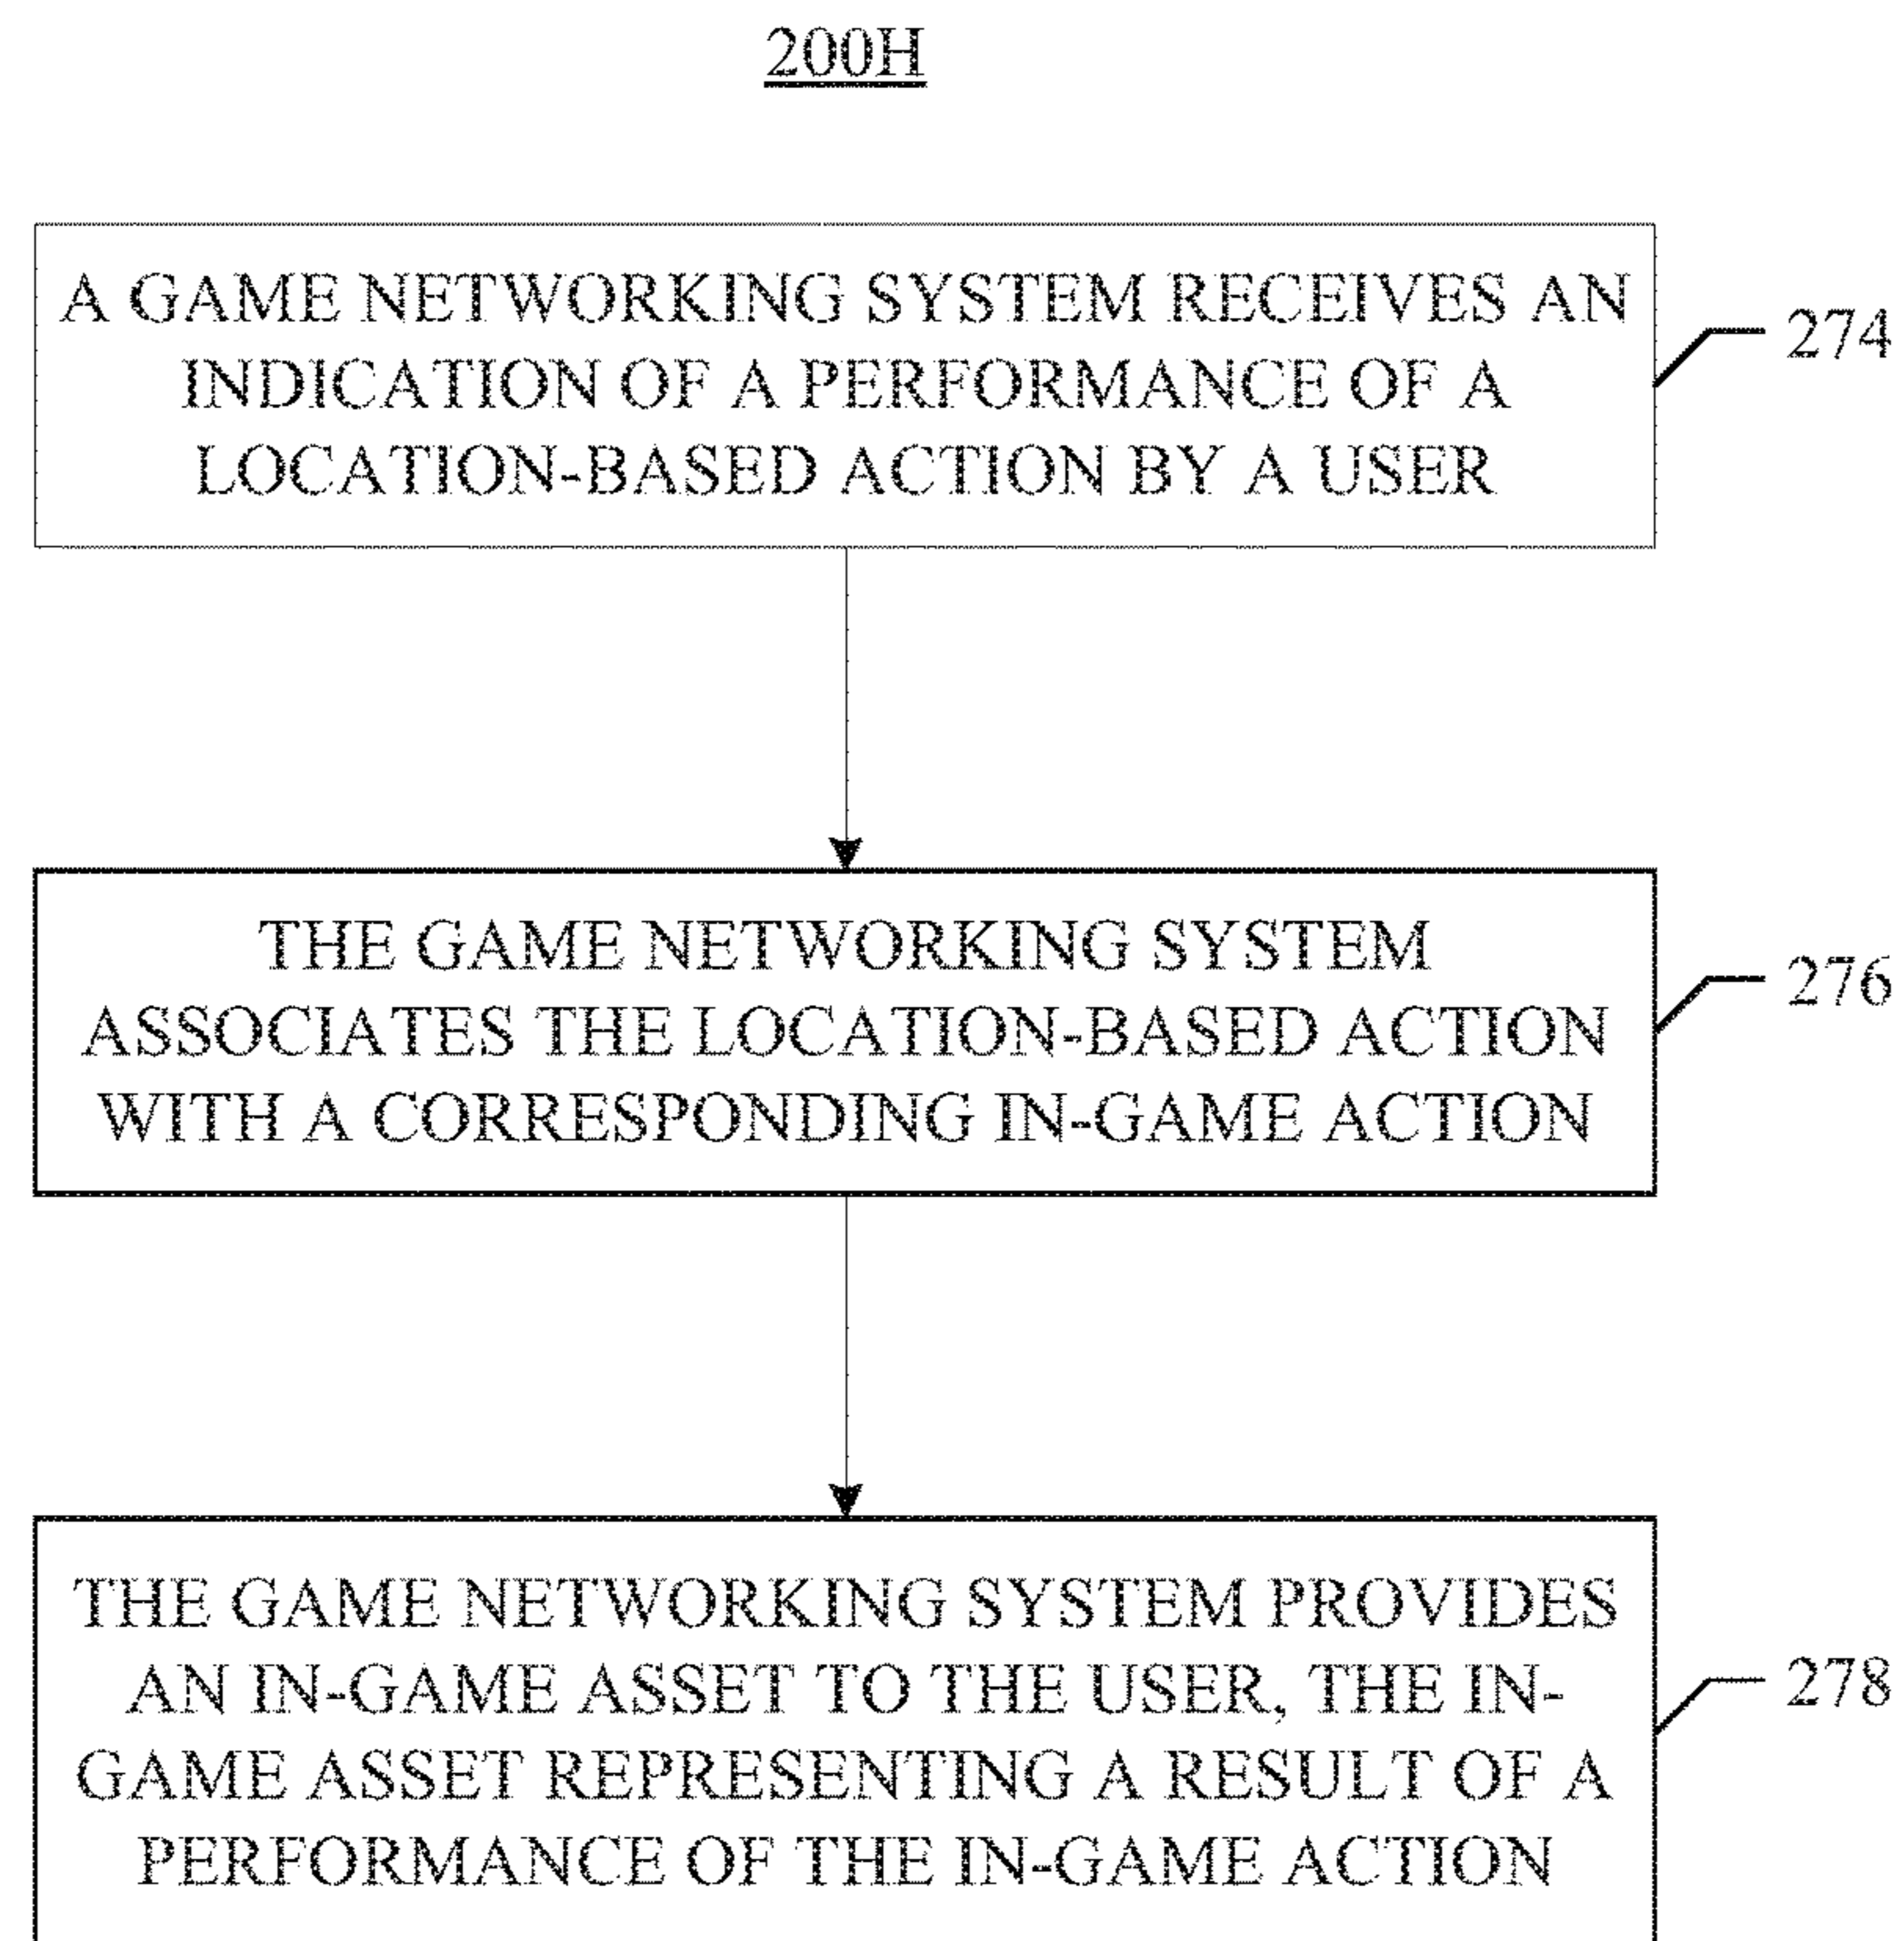 200H
A GAME NETWORKING SYSTEM RECEIVES AN
INDICATION OF A PERFORMANCE OF A
LOCATION-BASED ACTION BY A USER
274
THE GAME NETWORKING SYSTEM
ASSOCIATES THE LOCATION-BASED ACTION
WITH A CORRESPONDING IN-GAME ACTION
276
THE GAME NETWORKING SYSTEM PROVIDES
AN IN-GAME ASSET TO THE USER, THE IN-
GAME ASSET REPRESENTING A RESULT OF A
PERFORMANCE OF THE IN-GAME ACTION
278